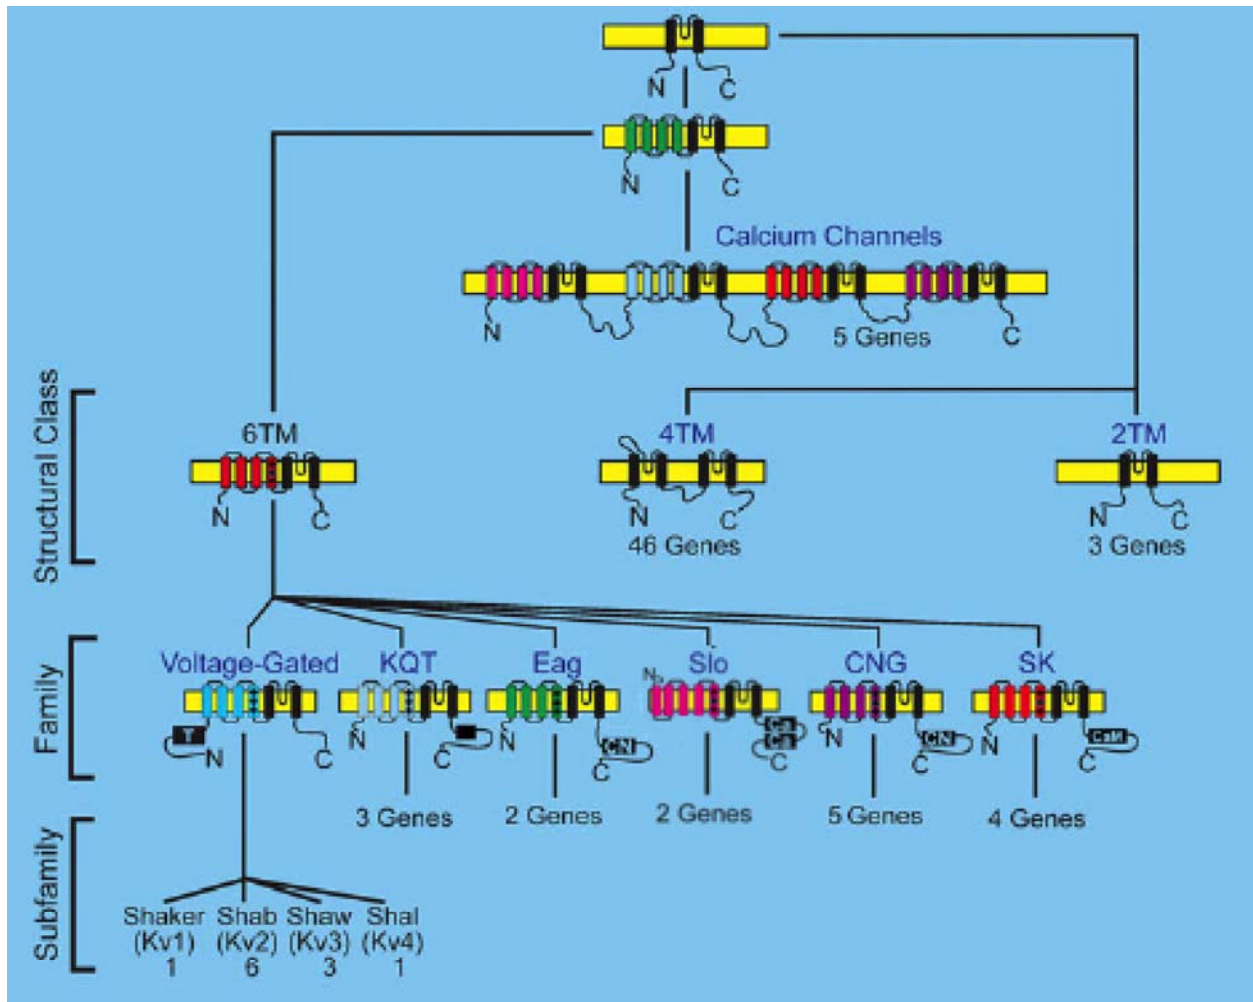 N C
N C
Calcium Channels
N C
5 Genes
Structural Class
6TM 4TM 2TM
N C N C N C
46 Genes 3 Genes
Family
Voltage-Gated KQT Eag Slo CNG SK
T N C N C N CN C N Ca Ca C N CN C N CaM C
3 Genes 2 Genes 2 Genes 5 Genes 4 Genes
Subfamily
Shaker Shab Shaw Shal
(Kv1) (Kv2) (Kv3) (Kv4)
1 6 3 1